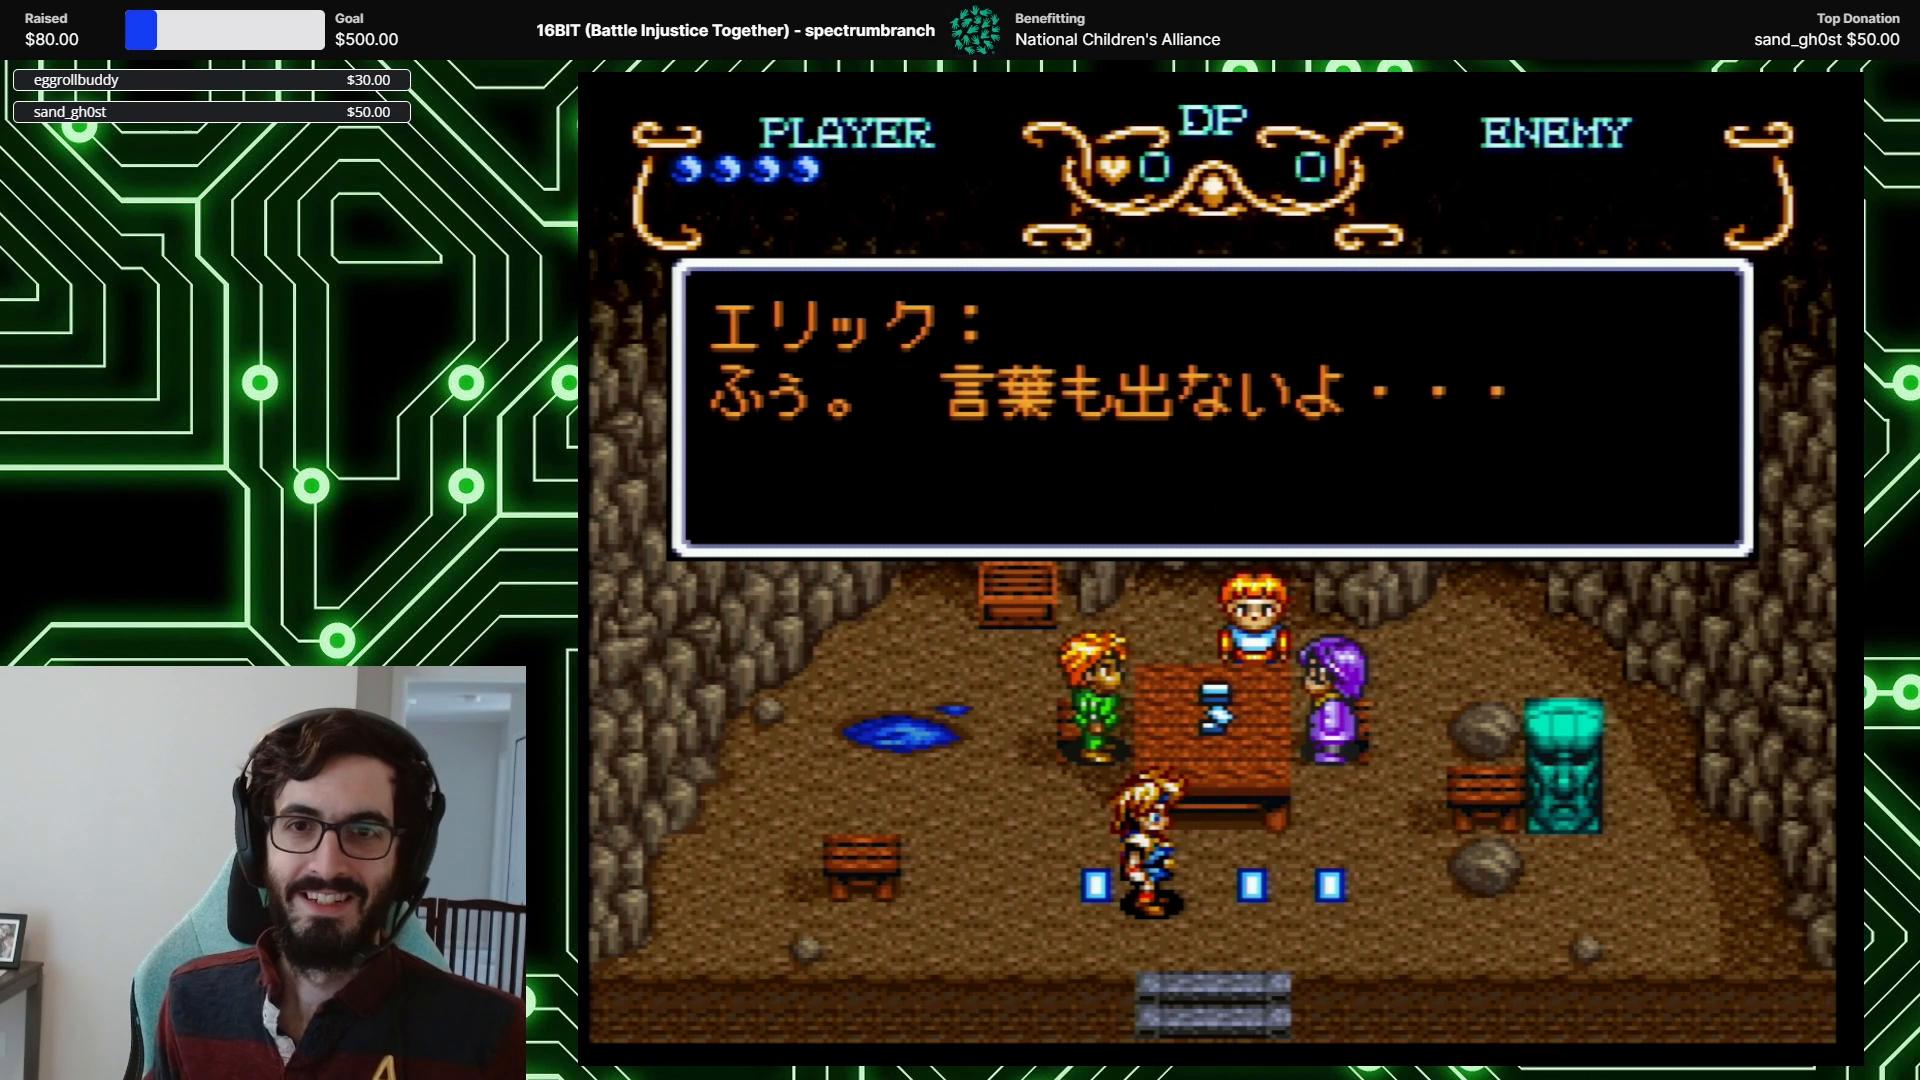 Raised
$80.00
Goal
$500.00
16BIT (Battle Injustice Together) - spectrumbranch
Benefitting
National Children's Alliance
Top Donation
sand_gh0st $50.00
eggrollbuddy $30.00
sand_gh0st $50.00
PLAYER
DP
ENEMY
0 0
エリック：
ふぅ。 言葉も出ないよ・・・